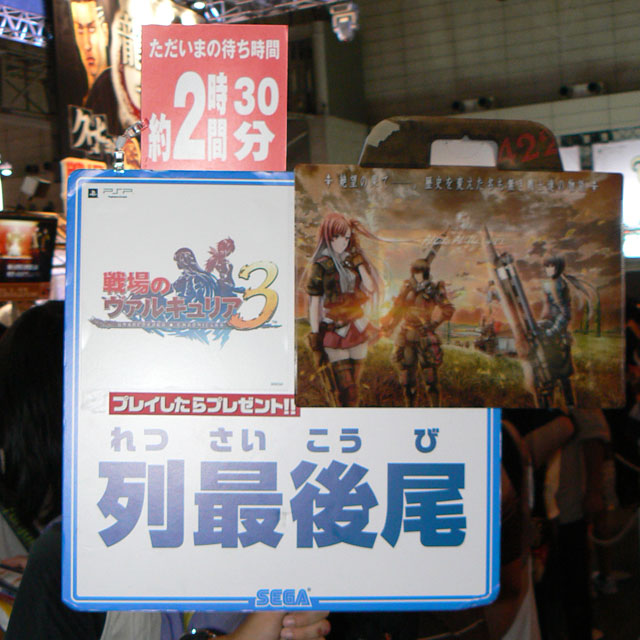 ただいまの待ち時間
約2時間30分
PSP
戦場の
ヴァルキュリア3
プレイしたらプレゼント!!
れつ さい こう び
列最後尾
SEGA